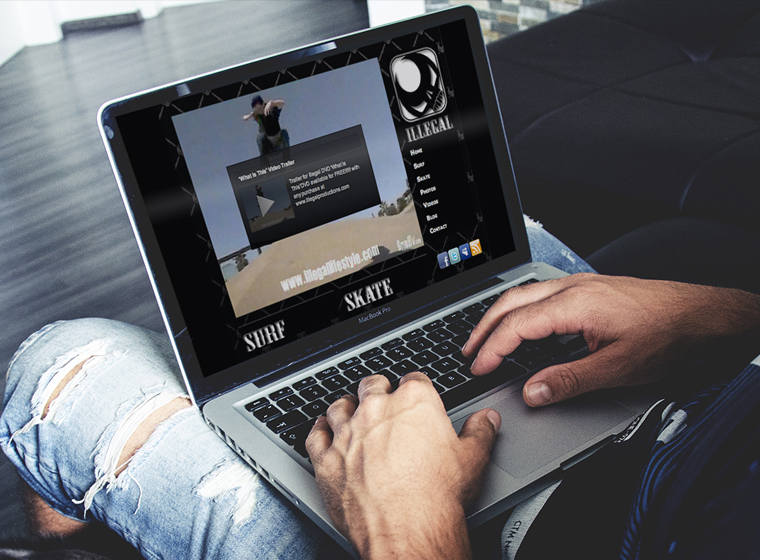 ILLEGAL
Home
Surf
Skate
Photos
Videos
Blog
Contact
'What Is This' Video Trailer
Trailer for Illegal DVD 'What is
This' DVD available for FREE!!!! with
any purchase at
www.illegalproductions.com
www.illegallifestyle.com
SURF
SKATE
MacBook Pro